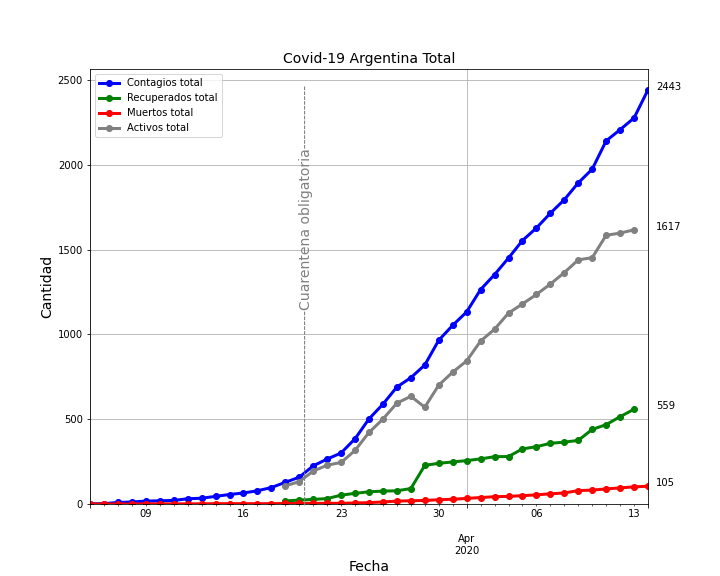 Covid-19 Argentina Total
Contagios total
Recuperados total
Muertos total
Activos total
Cantidad
2500
2000
1500
1000
500
0
Cuarentena obligatoria
2443
1617
559
105
09
16
23
30
06
13
Apr
2020
Fecha